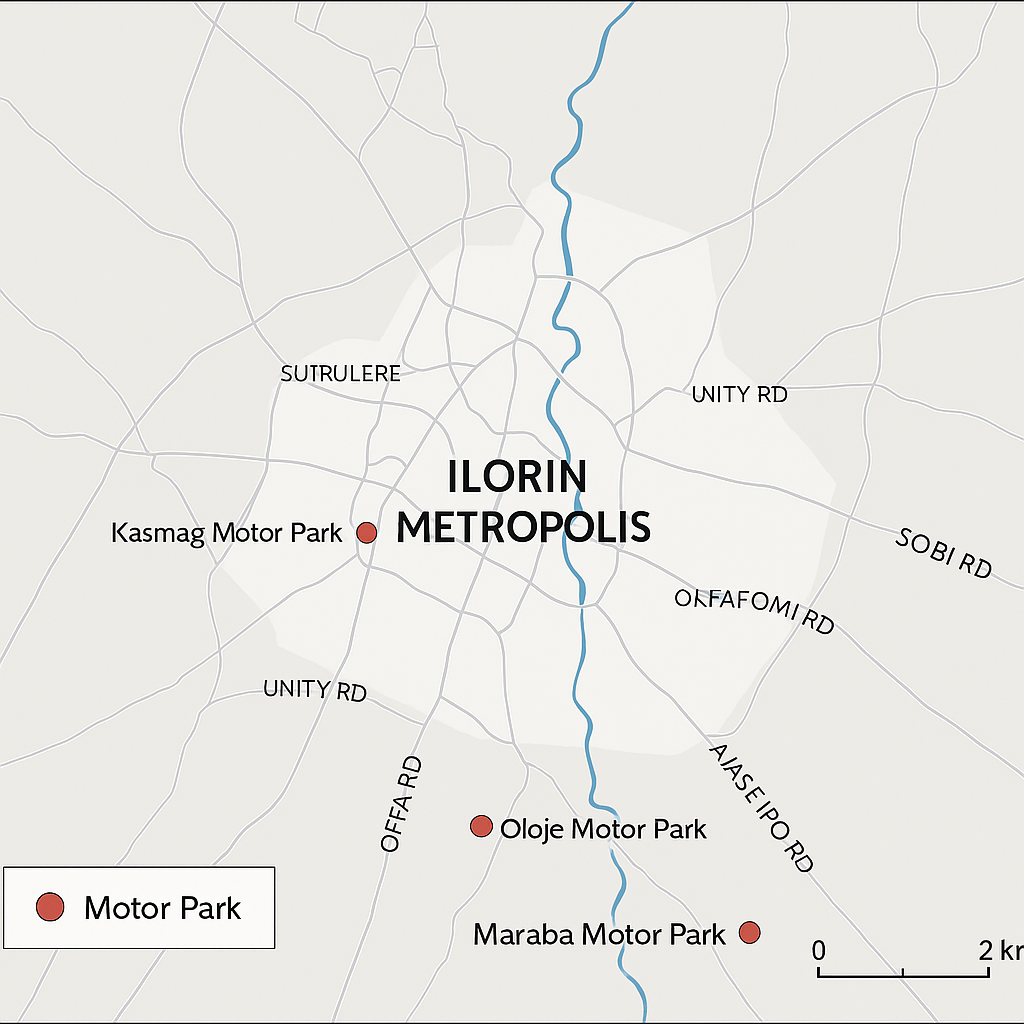 SUTRULERE
UNITY RD
ILORIN
METROPOLIS
Kasmag Motor Park
SOBI RD
OKFAFOMI RD
UNITY RD
OFFA RD
AJASE IPO RD
Oloje Motor Park
Motor Park
Maraba Motor Park
0 2 kr